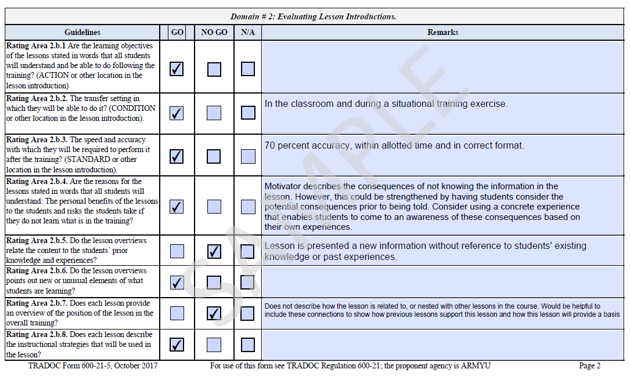 Domain # 2: Evaluating Lesson Introductions.
Guidelines GO NO GO N/A Remarks
Rating Area 2.b.1 Are the learning objectives
of the lessons stated in words that all students
will understand and be able to do following the
training? (ACTION or other location in the
lesson introduction)
Rating Area 2.b.2. The transfer setting in
which they will be able to do it? (CONDITION
or other location in the lesson introduction).
In the classroom and during a situational training exercise.
Rating Area 2.b.3. The speed and accuracy
with which they will be required to perform it
after the training? (STANDARD or other
location in the lesson introduction).
70 percent accuracy, within allotted time and in correct format.
Rating Area 2.b.4. Are the reasons for the
lessons stated in words that all students will
understand: The personal benefits of the lessons
to the students and risks the student take if
they do not learn what is in the training?
Motivator describes the consequences of not knowing the information in the
lesson. However, this could be strengthened by having students consider the
potential consequences prior to being told. Consider using a concrete experience
that enables students to come to an awareness of these consequences based on
their own experiences.
Rating Area 2.b.5. Do the lesson overviews
relate the content to the students' prior
knowledge and experiences?
Lesson is presented a new information without reference to students' existing
knowledge or past experiences.
Rating Area 2.b.6. Do the lesson overviews
points out new or unusual elements of what
students are learning?
Rating Area 2.b.7. Does each lesson provide
an overview of the position of the lesson in the
overall training?
Does not describe how the lesson is related to, or nested with other lessons in the course. Would be helpful to
include these connections to show how previous lessons support this lesson and how this lesson will provide a basis
Rating Area 2.b.8. Does each lesson describe
the instructional strategies that will be used in
the lesson?
SAMPLE
TRADOC Form 600-21-5, October 2017 For use of this form see TRADOC Regulation 600-21; the proponent agency is ARMYU Page 2